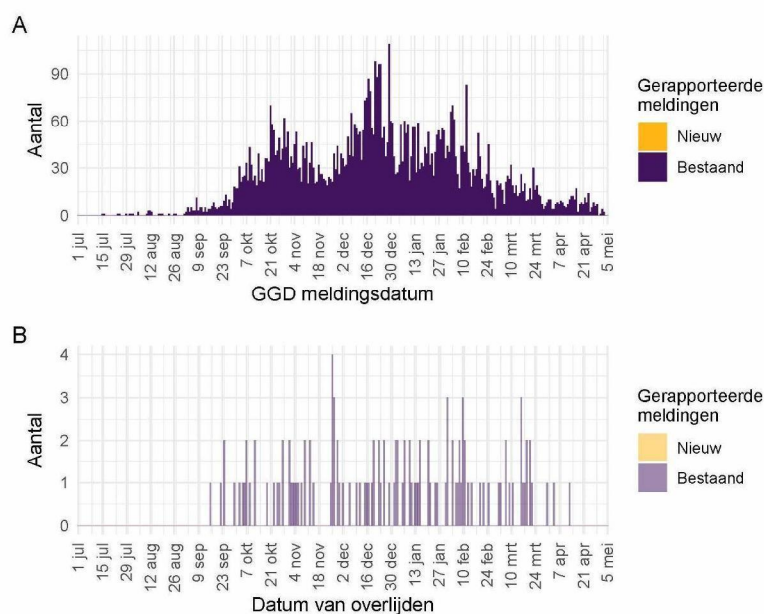 A
Aantal
90
60
30
0
1 jul
15 jul
29 jul
12 aug
26 aug
9 sep
23 sep
7 okt
21 okt
4 nov
18 nov
2 dec
16 dec
30 dec
13 jan
27 jan
10 feb
24 feb
10 mrt
24 mrt
7 apr
21 apr
5 mei
GGD meldingsdatum
Gerapporteerde
meldingen
Nieuw
Bestaand
B
Aantal
4
3
2
1
0
1 jul
15 jul
29 jul
12 aug
26 aug
9 sep
23 sep
7 okt
21 okt
4 nov
18 nov
2 dec
16 dec
30 dec
13 jan
27 jan
10 feb
24 feb
10 mrt
24 mrt
7 apr
21 apr
5 mei
Datum van overlijden
Gerapporteerde
meldingen
Nieuw
Bestaand